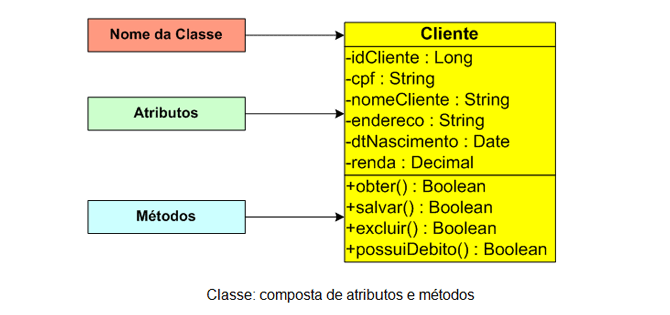 Nome da Classe
Cliente
-idCliente : Long
-cpf : String
-nomeCliente : String
-endereco : String
-dtNascimento : Date
-renda : Decimal
Atributos
+obter() : Boolean
+salvar() : Boolean
+excluir() : Boolean
+possuiDebito() : Boolean
Métodos
Classe: composta de atributos e métodos